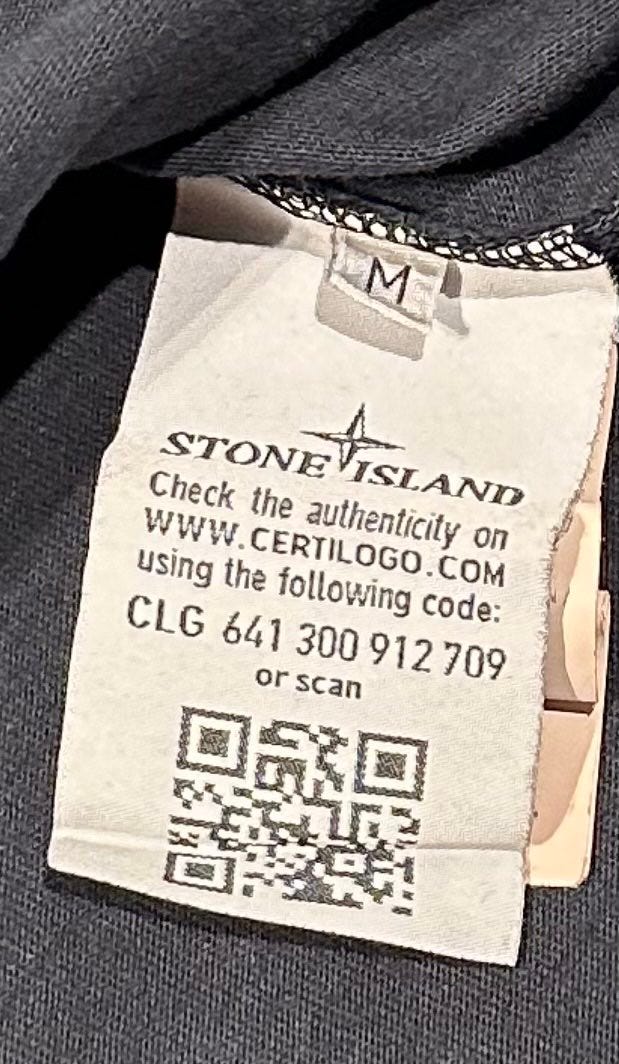 M
STONE ISLAND
Check the authenticity on
WWW.CERTILOGO.COM
using the following code:
CLG 641 300 912 709
or scan